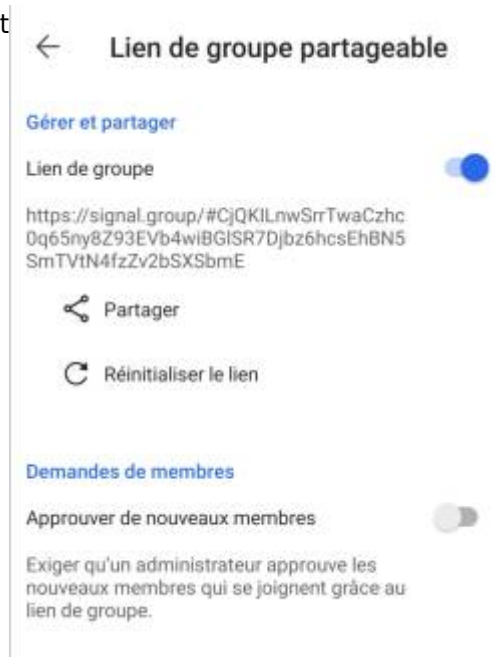 t
Lien de groupe partageable
Gérer et partager
Lien de groupe
https://signal.group/#CjQKILnwSrrTwaCzhc
0q65ny8Z93EVb4wiBGlSR7Djbz6hcsEhBN5
SmTVtN4fzZv2bSXSbmE
Partager
Réinitialiser le lien
Demandes de membres
Approuver de nouveaux membres
Exiger qu'un administrateur approuve les
nouveaux membres qui se joignent grâce au
lien de groupe.